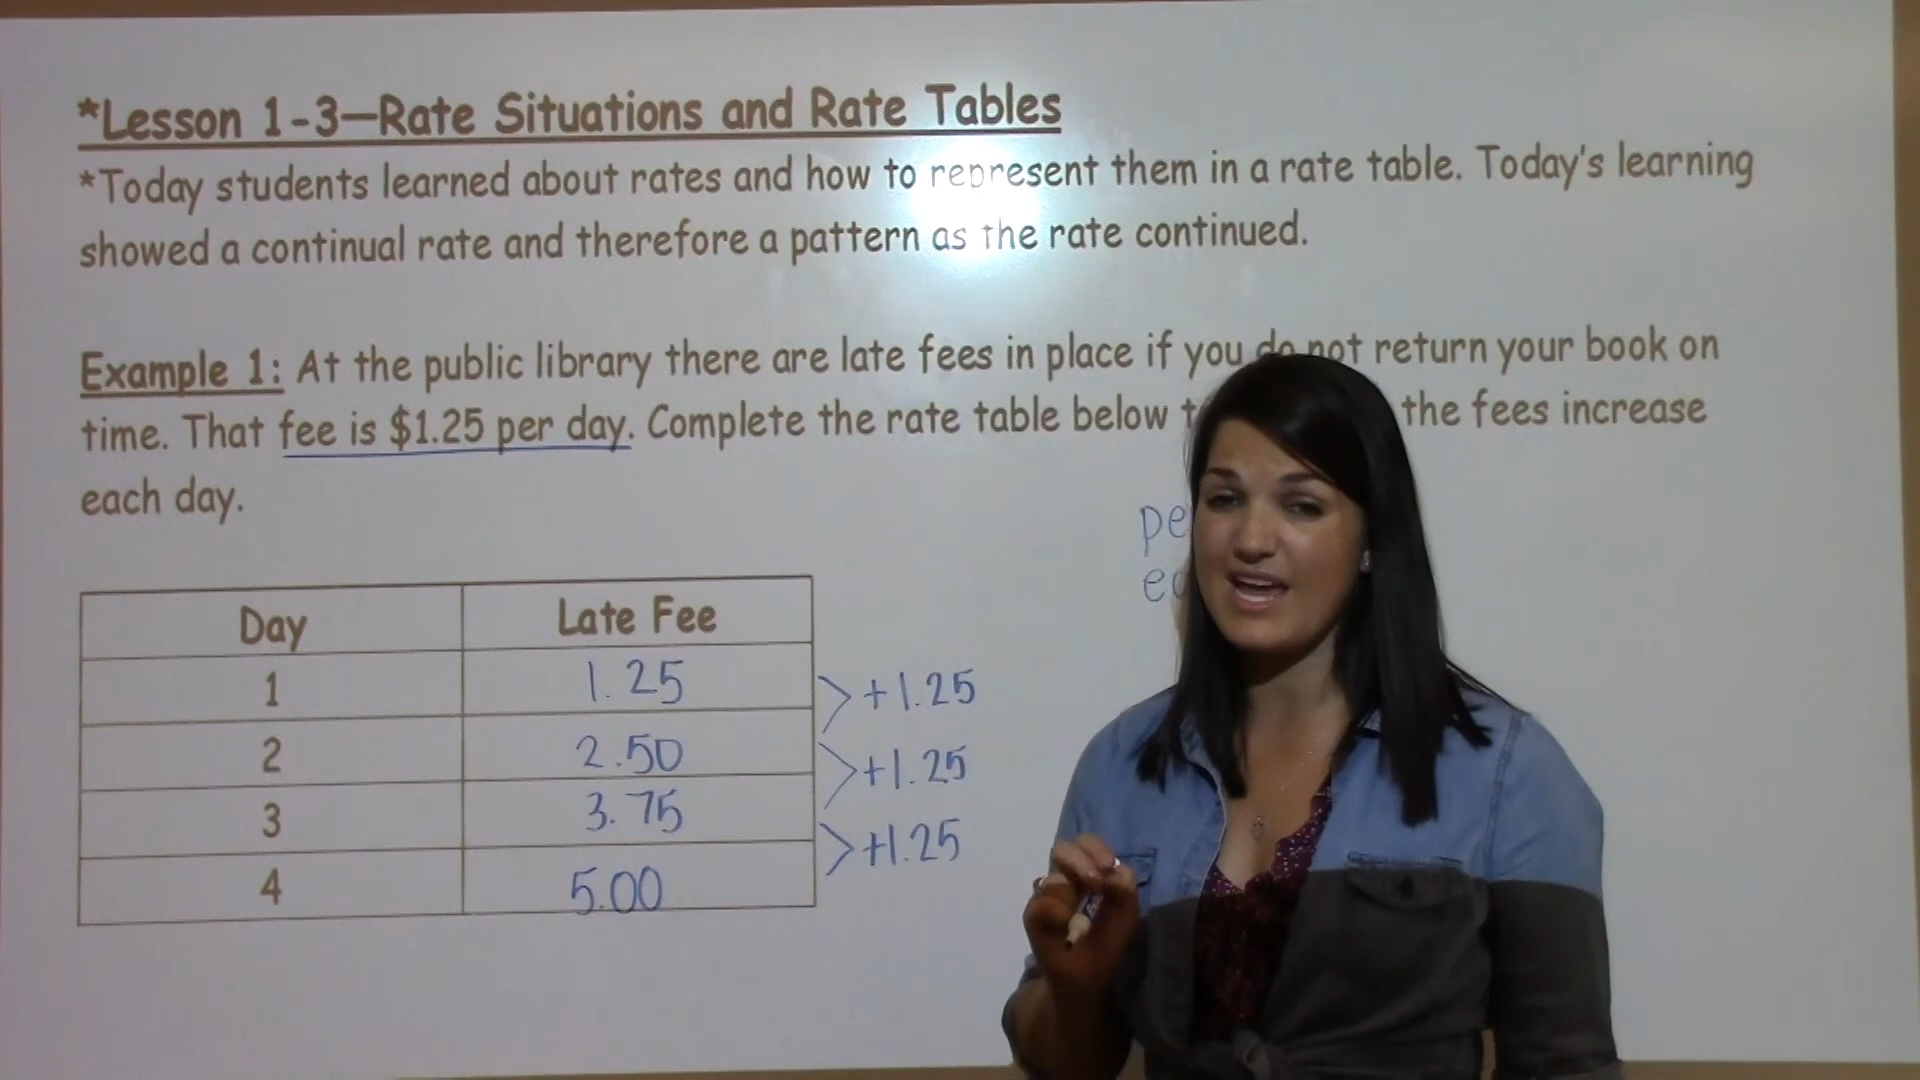 *Lesson 1-3—Rate Situations and Rate Tables
*Today students learned about rates and how to represent them in a rate table. Today's learning
showed a continual rate and therefore a pattern as the rate continued.
Example 1: At the public library there are late fees in place if you do not return your book on
time. That fee is $1.25 per day. Complete the rate table below the fees increase
each day.
Day Late Fee
1 1.25
+1.25
2 2.50
+1.25
3 3.75
+1.25
4 5.00